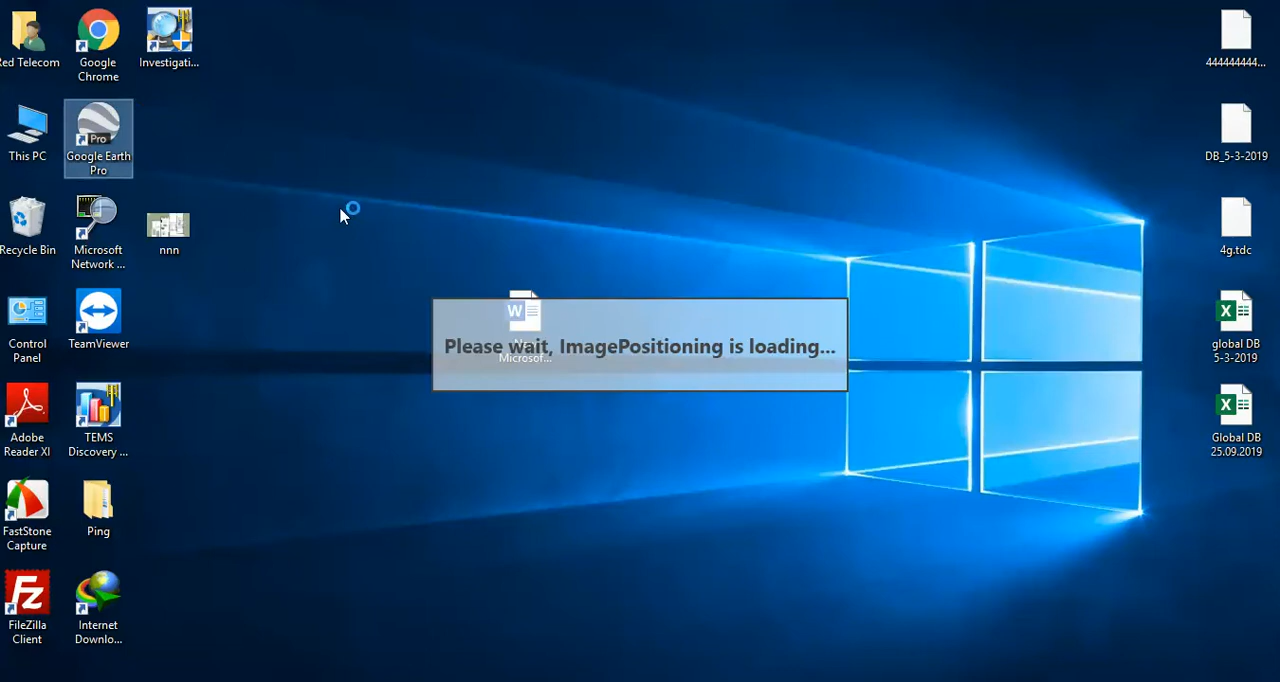 Red Telecom
Google
Chrome
Investigati...
This PC
Pro
Google Earth
Pro
Recycle Bin
Microsoft
Network ...
nnn
Control
Panel
TeamViewer
Adobe
Reader XI
TEMS
Discovery ...
FastStone
Capture
Ping
FileZilla
Client
Internet
Downlo...
W
Microsof...
Please wait, ImagePositioning is loading...
444444444...
DB_5-3-2019
4g.tdc
X
global DB
5-3-2019
X
Global DB
25.09.2019